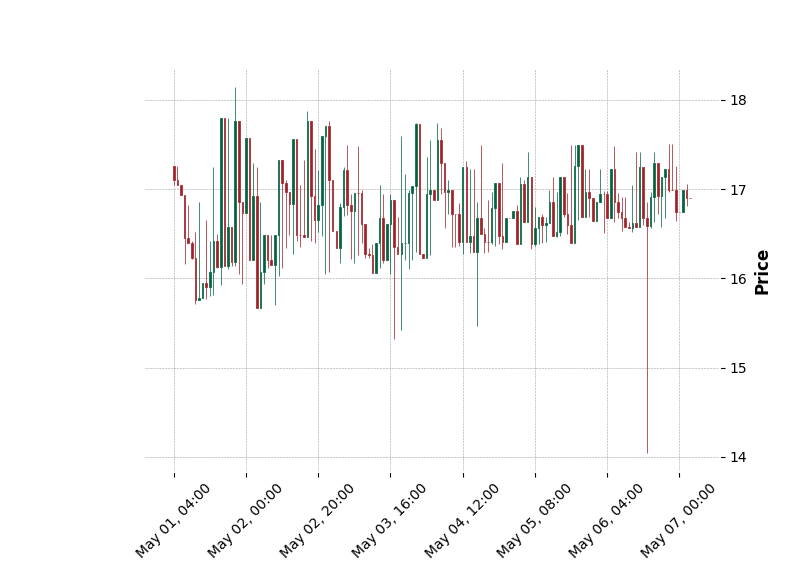 18
17
16
15
14
Price
May 01, 04:00
May 02, 00:00
May 02, 20:00
May 03, 16:00
May 04, 12:00
May 05, 08:00
May 06, 04:00
May 07, 00:00